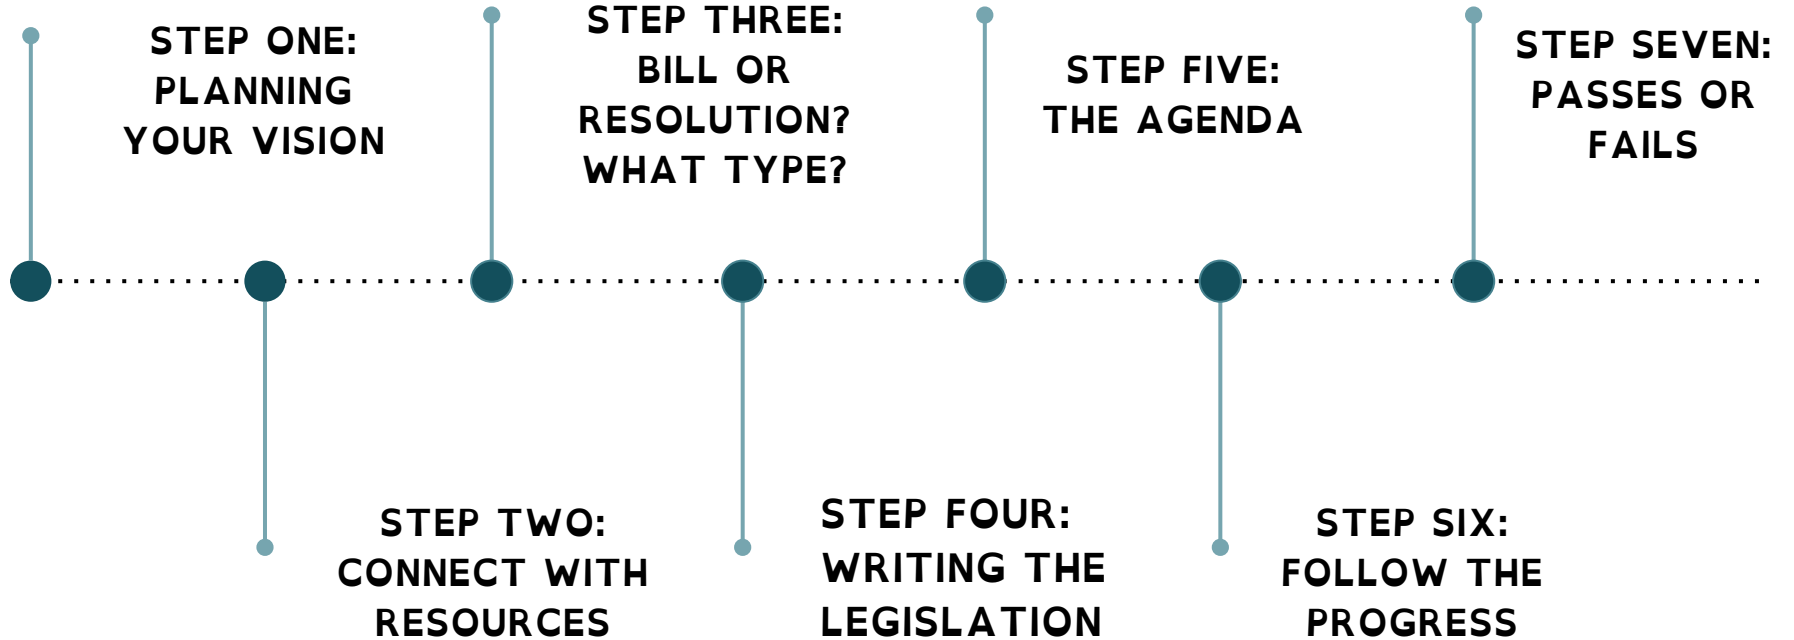 STEP ONE:
PLANNING
YOUR VISION
STEP TWO:
CONNECT WITH
RESOURCES
STEP THREE:
BILL OR
RESOLUTION?
WHAT TYPE?
STEP FOUR:
WRITING THE
LEGISLATION
STEP FIVE:
THE AGENDA
STEP SIX:
FOLLOW THE
PROGRESS
STEP SEVEN:
PASSES OR
FAILS